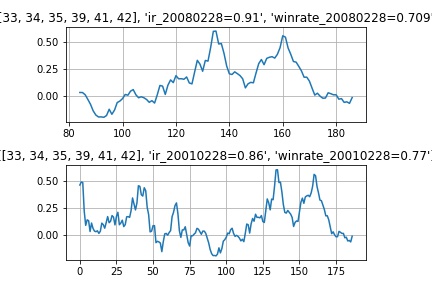 [33, 34, 35, 39, 41, 42], 'ir_20080228=0.91', 'winrate_20080228=0.709'
0.50
0.25
0.00
80 100 120 140 160 180
[33, 34, 35, 39, 41, 42], 'ir_20010228=0.86', 'winrate_20010228=0.77']
0.50
0.25
0.00
0 25 50 75 100 125 150 175